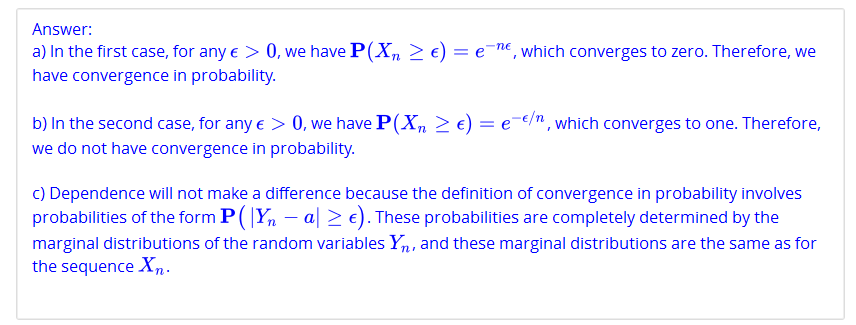 Answer:
a) In the first case, for any ϵ > 0, we have P(Xₙ ≥ ϵ) = e⁻ⁿᵋ, which converges to zero. Therefore, we
have convergence in probability.
b) In the second case, for any ϵ > 0, we have P(Xₙ ≥ ϵ) = e^{−ϵ/n}, which converges to one. Therefore,
we do not have convergence in probability.
c) Dependence will not make a difference because the definition of convergence in probability involves
probabilities of the form P(|Yₙ − a| ≥ ϵ). These probabilities are completely determined by the
marginal distributions of the random variables Yₙ, and these marginal distributions are the same as for
the sequence Xₙ.